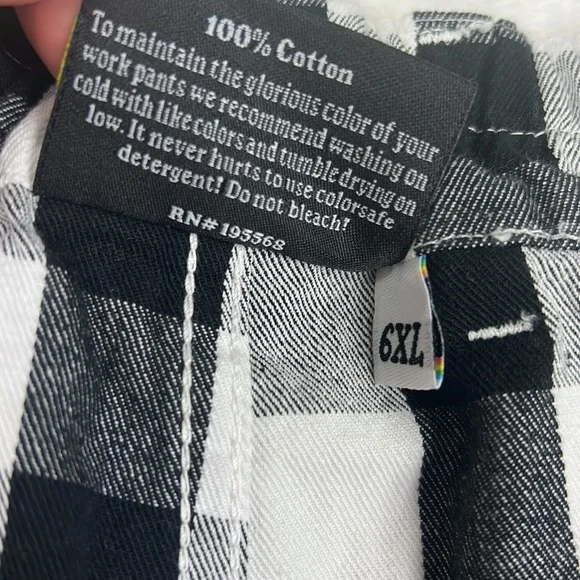 100% Cotton
To maintain the glorious color of your
work pants we recommend washing on
cold with like colors and tumble drying on
low. It never hurts to use colorsafe
detergent! Do not bleach!
RN# 195568
6XL